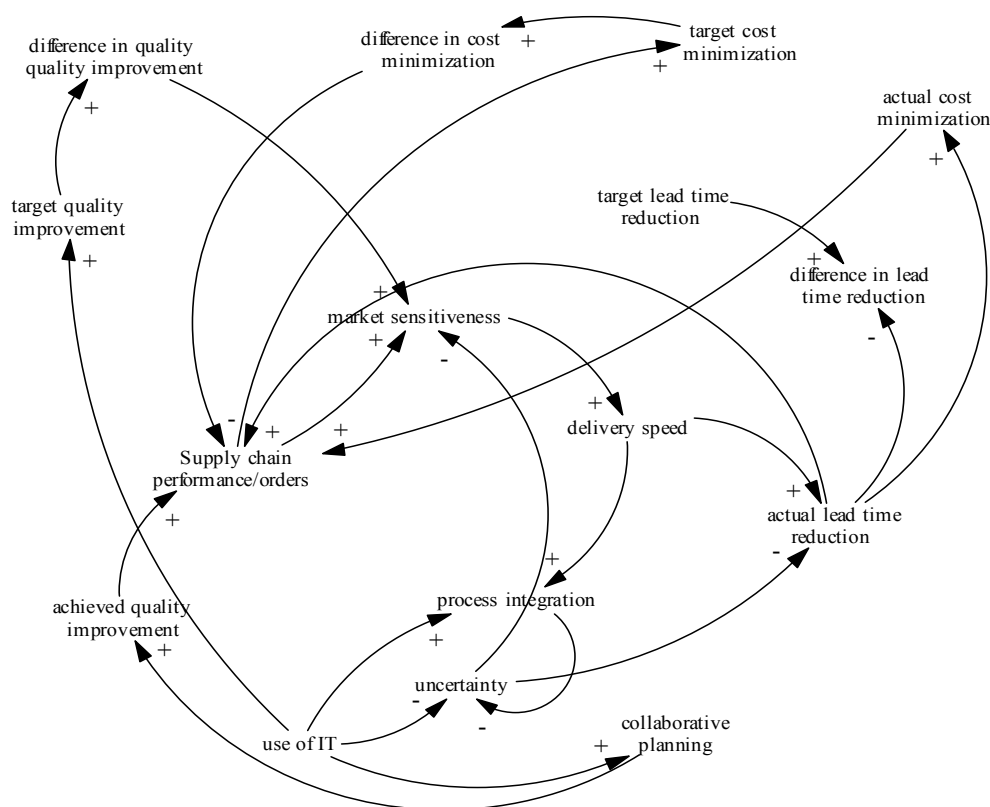 difference in quality
quality improvement
+
difference in cost
minimization
+
target cost
minimization
+
actual cost
minimization
+
target quality
improvement
+
target lead time
reduction
+
difference in lead
time reduction
-
+
market sensitiveness
+
-
+
delivery speed
-
+
+
Supply chain
performance/orders
+
+
actual lead time
reduction
-
+
process integration
+
achieved quality
improvement
+
uncertainty
-
-
use of IT
collaborative
planning
+